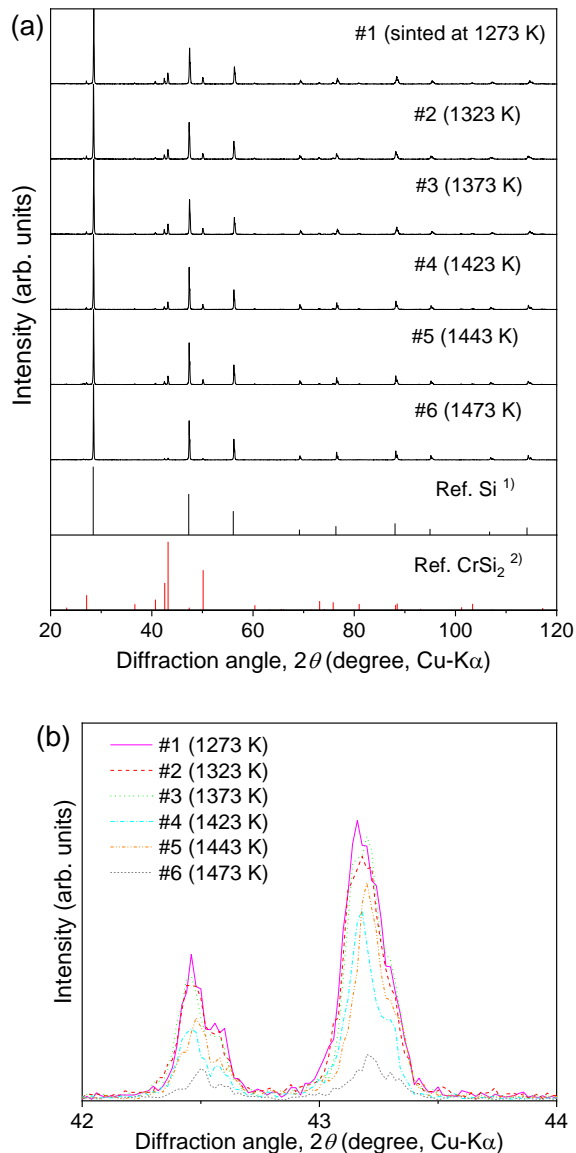 (a)
#1 (sinted at 1273 K)
#2 (1323 K)
#3 (1373 K)
#4 (1423 K)
#5 (1443 K)
#6 (1473 K)
Ref. Si 1)
Ref. CrSi2 2)
Intensity (arb. units)
20 40 60 80 100 120
Diffraction angle, 2θ (degree, Cu-Kα)
(b)
#1 (1273 K)
#2 (1323 K)
#3 (1373 K)
#4 (1423 K)
#5 (1443 K)
#6 (1473 K)
Intensity (arb. units)
42 43 44
Diffraction angle, 2θ (degree, Cu-Kα)